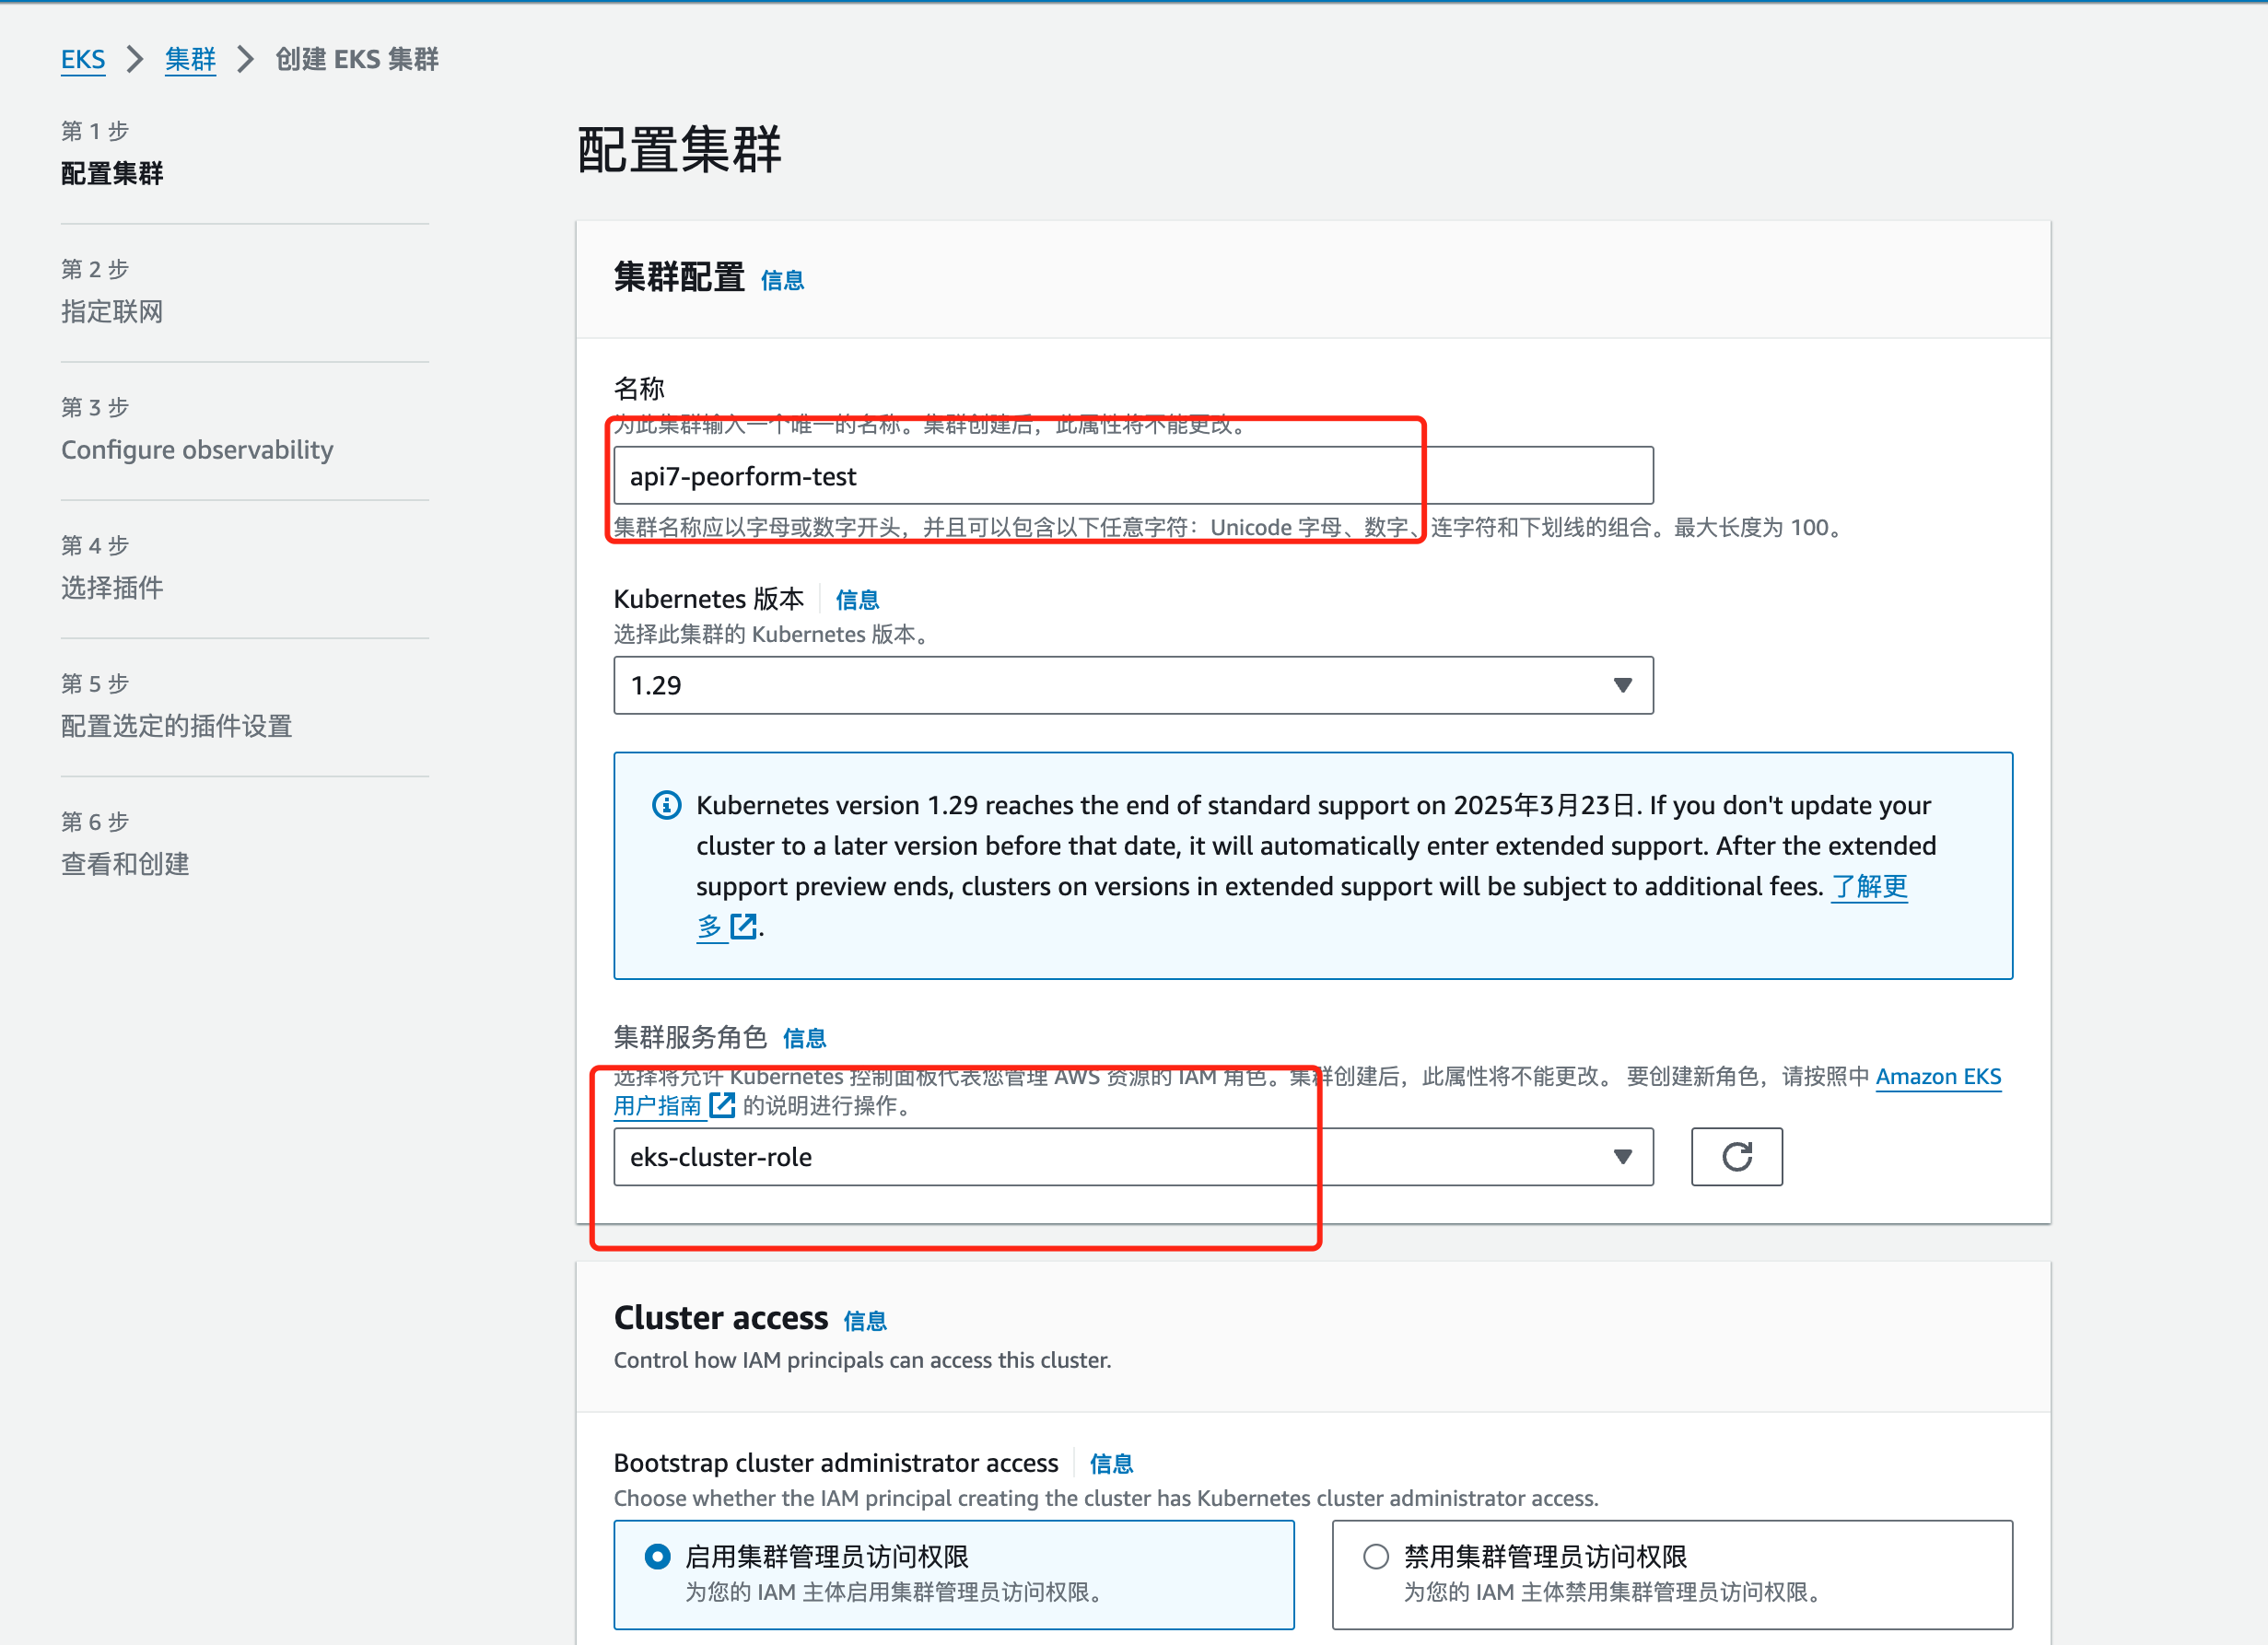 EKS > 集群 > 创建 EKS 集群
第 1 步
配置集群
第 2 步
指定联网
第 3 步
Configure observability
第 4 步
选择插件
第 5 步
配置选定的插件设置
第 6 步
查看和创建
配置集群
集群配置 信息
名称
为此集群输入一个唯一的名称。集群创建后，此属性将不能更改。
api7-peorform-test
集群名称应以字母或数字开头，并且可以包含以下任意字符：Unicode 字母、数字、连字符和下划线的组合。最大长度为 100。
Kubernetes 版本 信息
选择此集群的 Kubernetes 版本。
1.29
Kubernetes version 1.29 reaches the end of standard support on 2025年3月23日. If you don't update your
cluster to a later version before that date, it will automatically enter extended support. After the extended
support preview ends, clusters on versions in extended support will be subject to additional fees. 了解更
多.
集群服务角色 信息
选择将允许 Kubernetes 控制面板代表您管理 AWS 资源的 IAM 角色。集群创建后，此属性将不能更改。 要创建新角色，请按照中 Amazon EKS
用户指南 的说明进行操作。
eks-cluster-role
Cluster access 信息
Control how IAM principals can access this cluster.
Bootstrap cluster administrator access 信息
Choose whether the IAM principal creating the cluster has Kubernetes cluster administrator access.
启用集群管理员访问权限
为您的 IAM 主体启用集群管理员访问权限。
禁用集群管理员访问权限
为您的 IAM 主体禁用集群管理员访问权限。